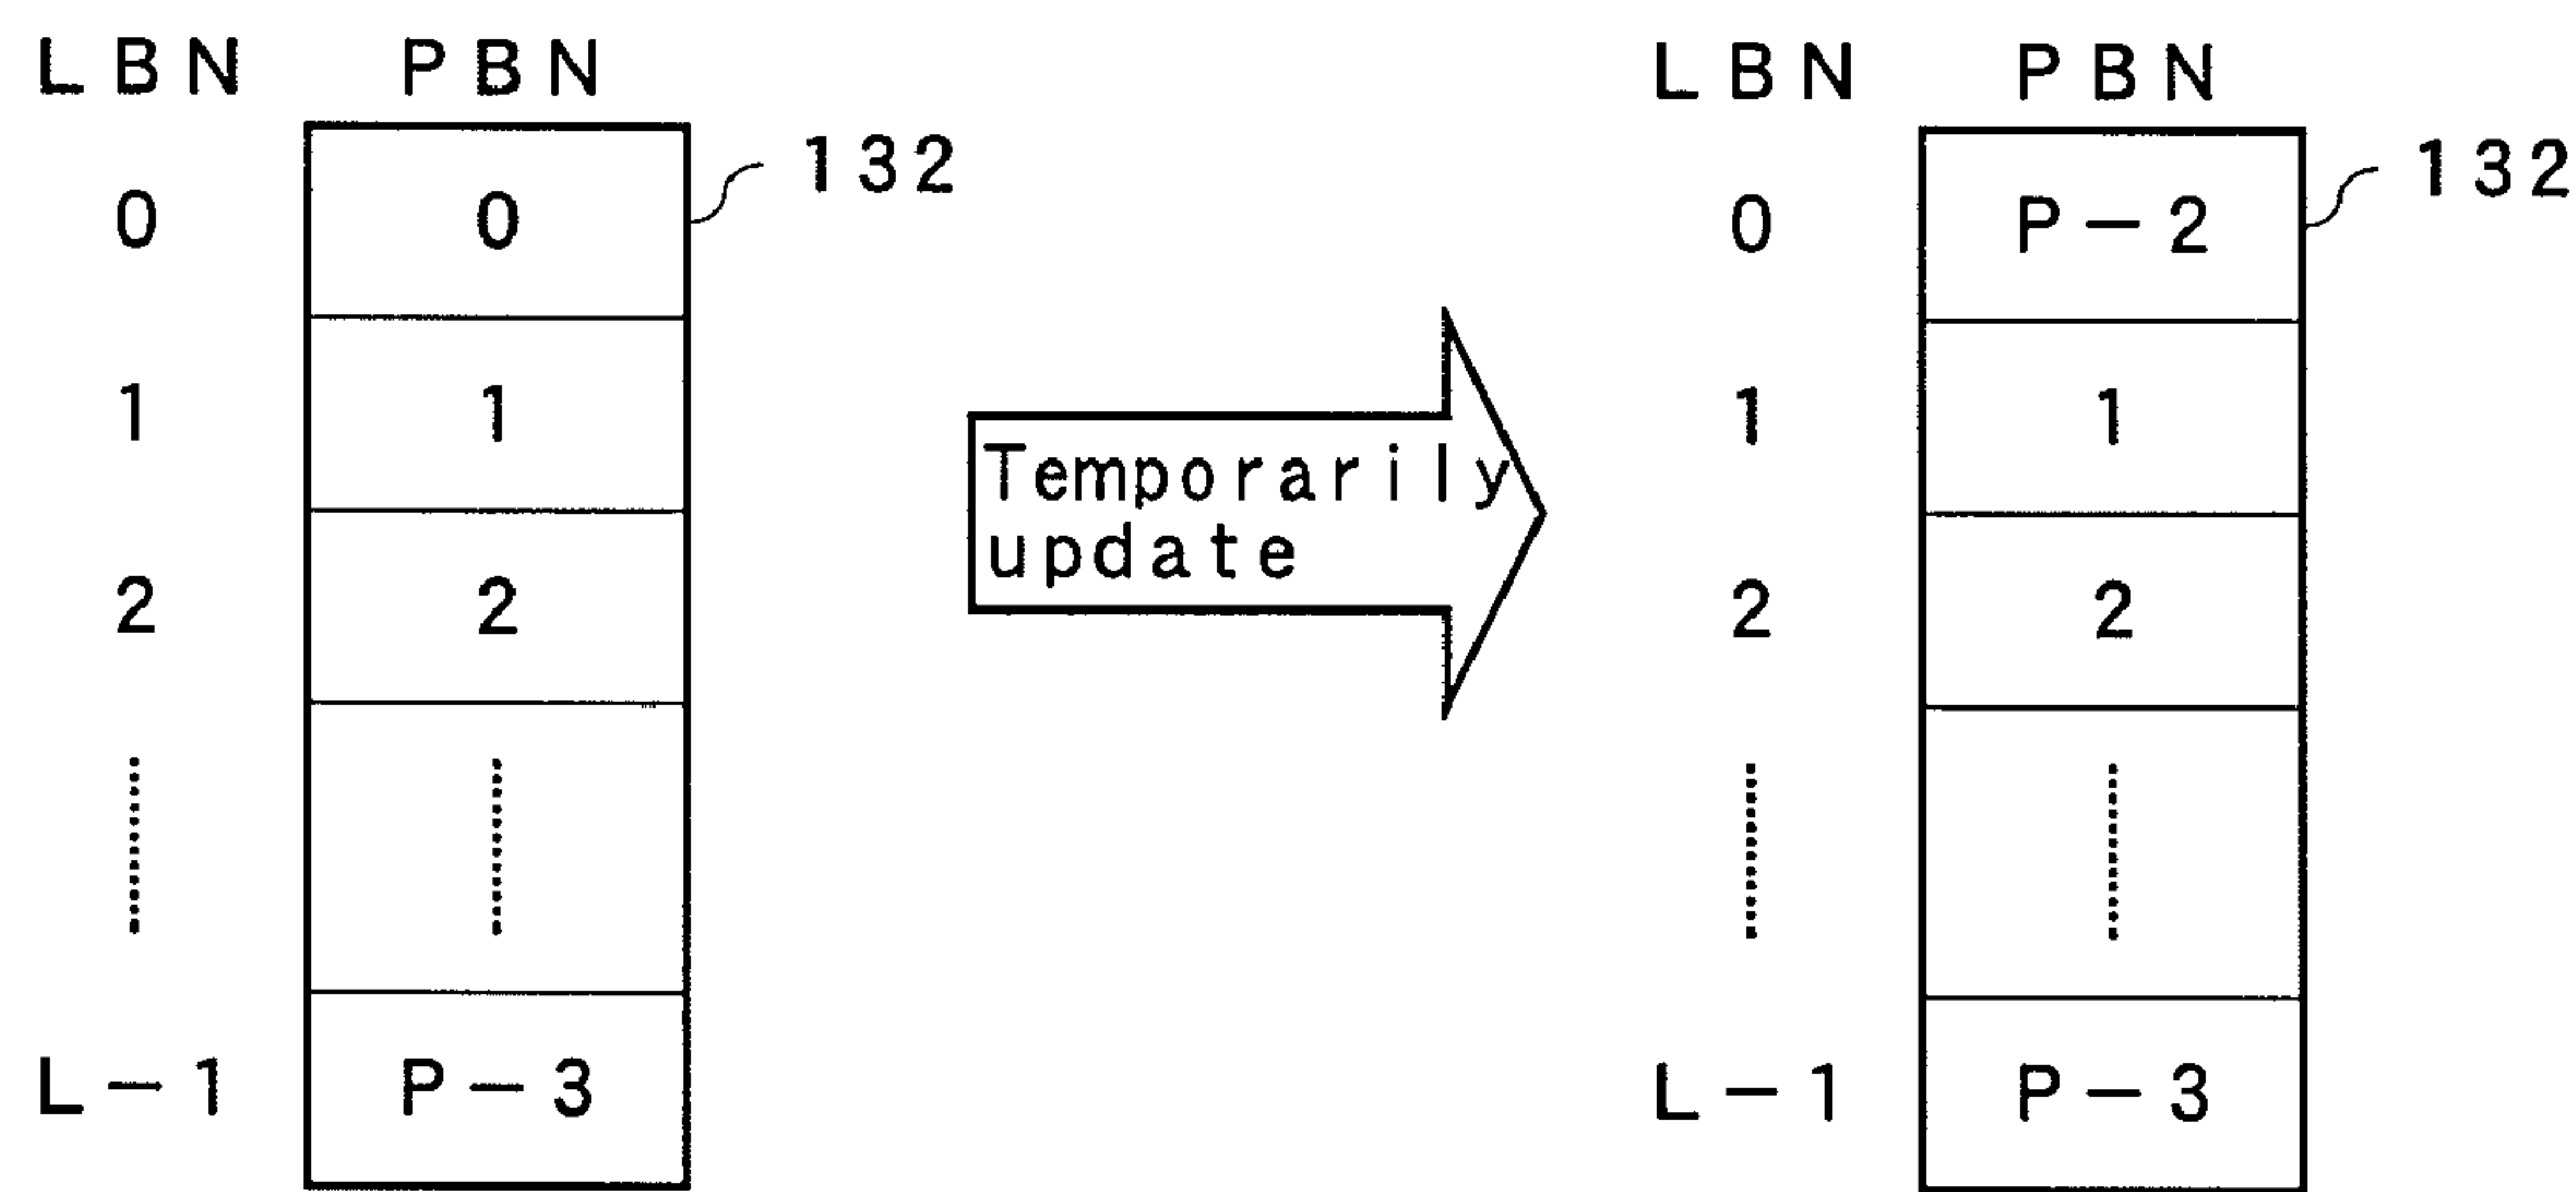 LBN PBN
132
0 0
1 1
2 2
L-1 P-3
Temporarily
update
LBN PBN
132
0 P-2
1 1
2 2
L-1 P-3